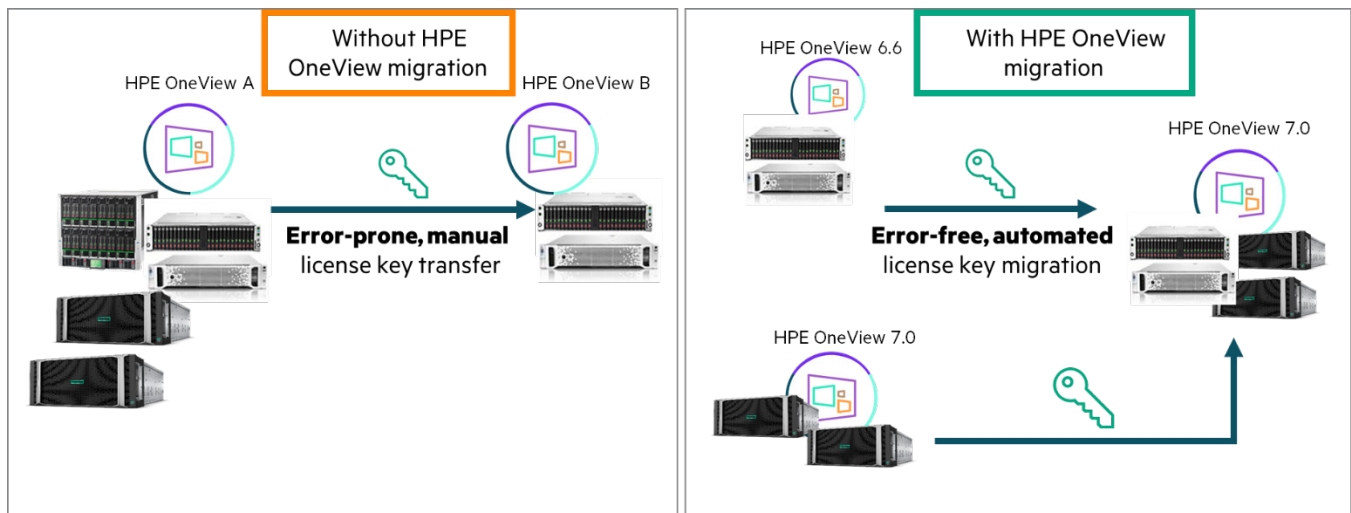 Without HPE
OneView migration
HPE OneView A
HPE OneView B
Error-prone, manual
license key transfer
With HPE OneView
migration
HPE OneView 6.6
HPE OneView 7.0
Error-free, automated
license key migration
HPE OneView 7.0